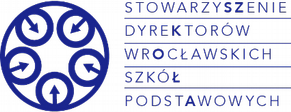 STOWARZYSZENIE
DYREKTORÓW
WROCŁAWSKICH
SZKÓŁ
PODSTAWOWYCH